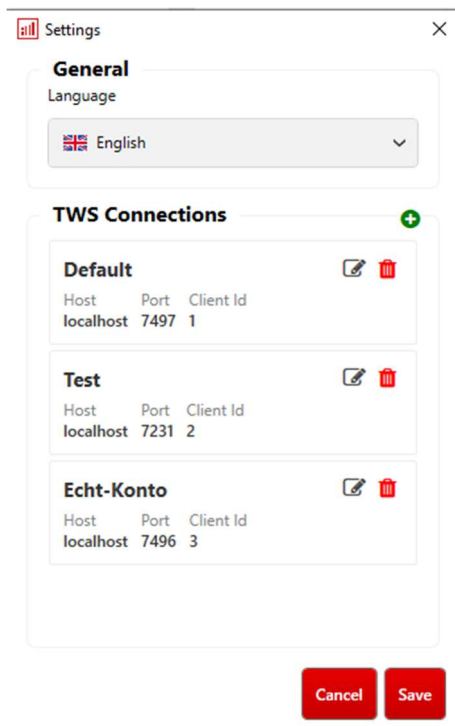 Settings
General
Language
English
TWS Connections
Default
Host Port Client Id
localhost 7497 1
Test
Host Port Client Id
localhost 7231 2
Echt-Konto
Host Port Client Id
localhost 7496 3
Cancel Save